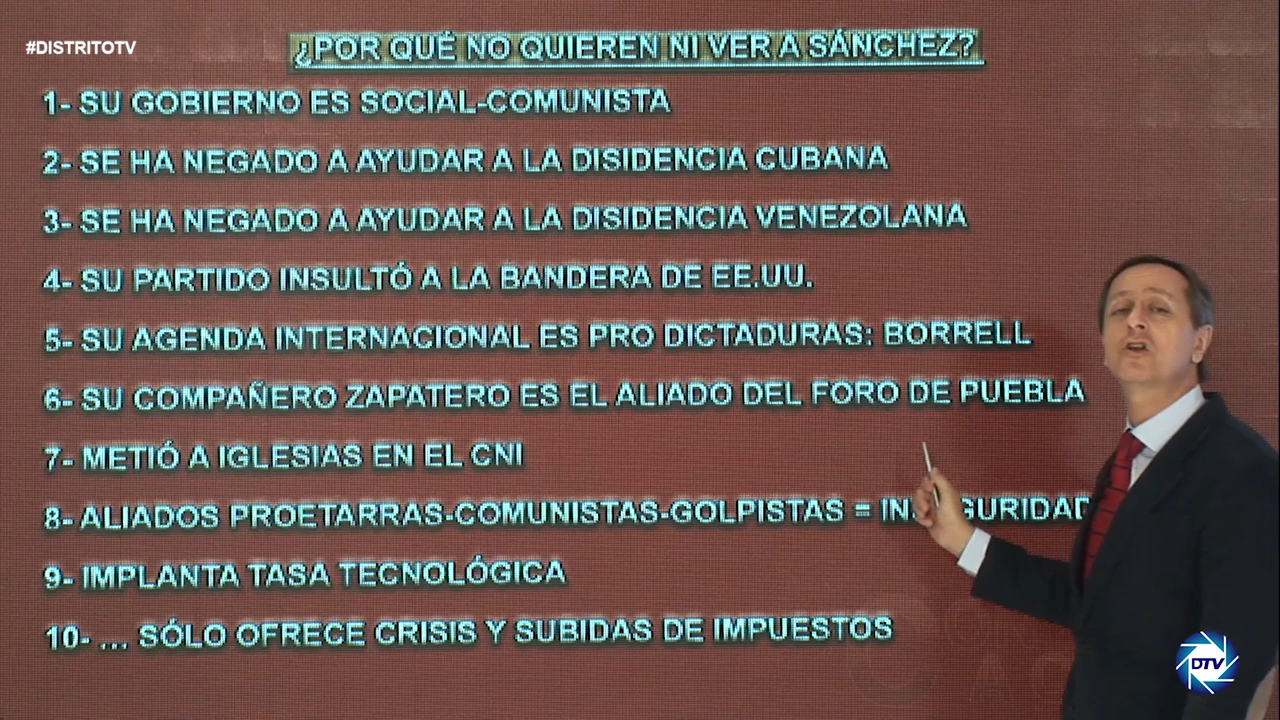 #DISTRITOTV
¿POR QUÉ NO QUIEREN NI VER A SÁNCHEZ?
1- SU GOBIERNO ES SOCIAL-COMUNISTA
2- SE HA NEGADO A AYUDAR A LA DISIDENCIA CUBANA
3- SE HA NEGADO A AYUDAR A LA DISIDENCIA VENEZOLANA
4- SU PARTIDO INSULTÓ A LA BANDERA DE EE.UU.
5- SU AGENDA INTERNACIONAL ES PRO DICTADURAS: BORRELL
6- SU COMPAÑERO ZAPATERO ES EL ALIADO DEL FORO DE PUEBLA
7- METIÓ A IGLESIAS EN EL CNI
8- ALIADOS PROETARRAS-COMUNISTAS-GOLPISTAS =
9- IMPLANTA TASA TECNOLÓGICA
10- ... SÓLO OFRECE CRISIS Y SUBIDAS DE IMPUESTOS
DTV